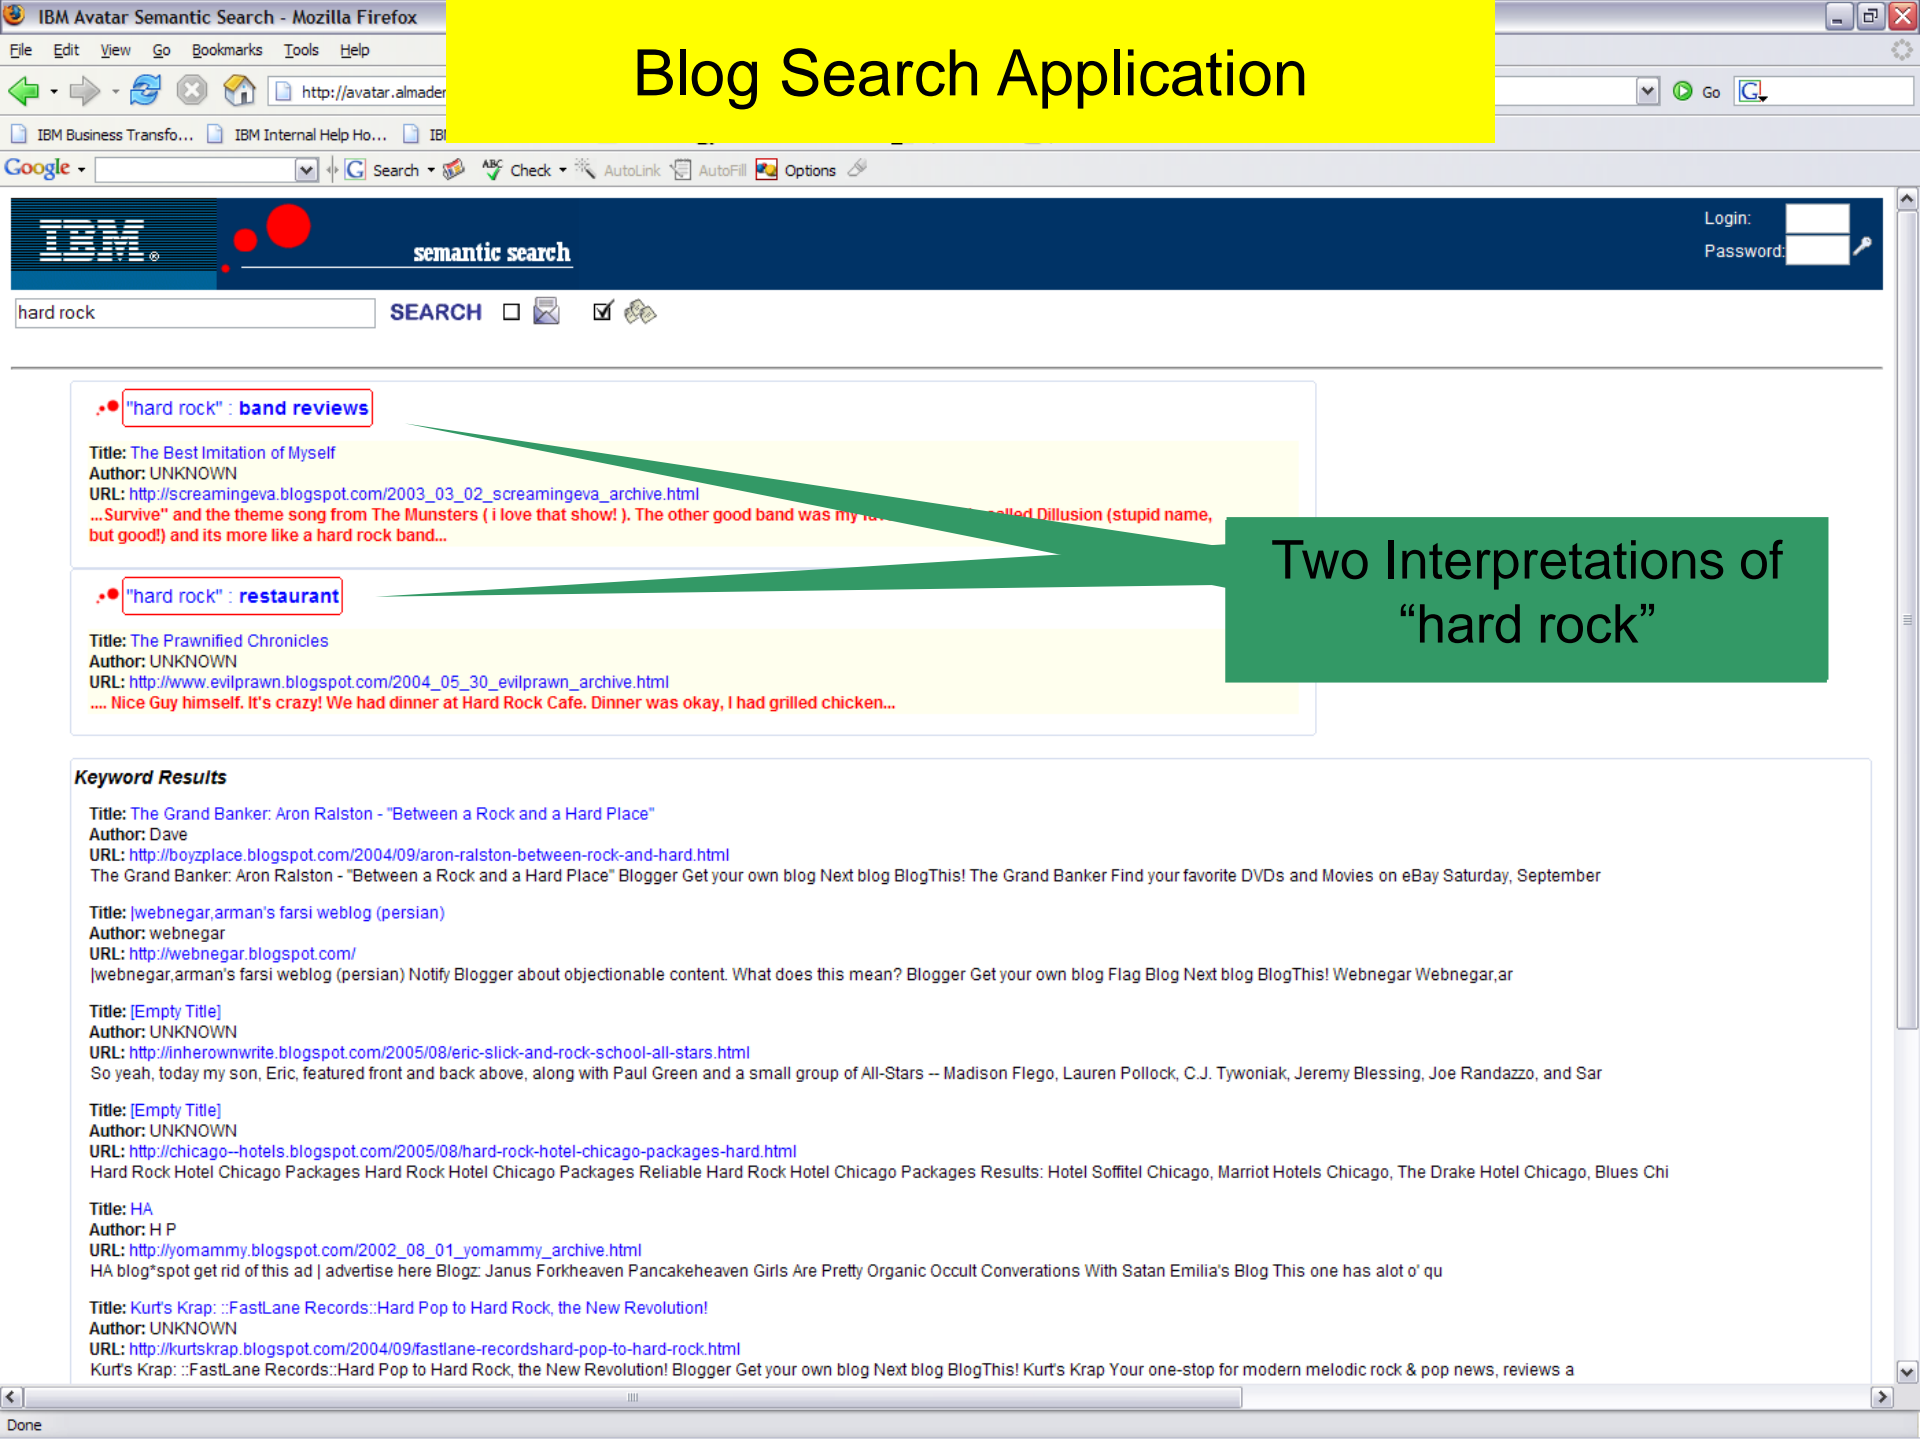 IBM Avatar Semantic Search - Mozilla Firefox
Blog Search Application
File Edit View Go Bookmarks Tools Help
http://avatar.almaden
Go G
IBM Business Transfo... IBM Internal Help Ho... IBM
Google G Search ABC Check AutoLink AutoFill Options
IBM®
semantic search
Login:
Password:
hard rock SEARCH
"hard rock" : band reviews
Title: The Best Imitation of Myself
Author: UNKNOWN
URL: http://screamingeva.blogspot.com/2003_03_02_screamingeva_archive.html
...Survive" and the theme song from The Munsters ( i love that show! ). The other good band was my called Dillusion (stupid name,
but good!) and its more like a hard rock band...
Two Interpretations of
“hard rock”
"hard rock" : restaurant
Title: The Prawnified Chronicles
Author: UNKNOWN
URL: http://www.evilprawn.blogspot.com/2004_05_30_evilprawn_archive.html
.... Nice Guy himself. It's crazy! We had dinner at Hard Rock Cafe. Dinner was okay, I had grilled chicken...
Keyword Results
Title: The Grand Banker: Aron Ralston - "Between a Rock and a Hard Place"
Author: Dave
URL: http://boyzplace.blogspot.com/2004/09/aron-ralston-between-rock-and-hard.html
The Grand Banker: Aron Ralston - "Between a Rock and a Hard Place" Blogger Get your own blog Next blog BlogThis! The Grand Banker Find your favorite DVDs and Movies on eBay Saturday, September
Title: |webnegar,arman's farsi weblog (persian)
Author: webnegar
URL: http://webnegar.blogspot.com/
|webnegar,arman's farsi weblog (persian) Notify Blogger about objectionable content. What does this mean? Blogger Get your own blog Flag Blog Next blog BlogThis! Webnegar Webnegar,ar
Title: [Empty Title]
Author: UNKNOWN
URL: http://inherownwrite.blogspot.com/2005/08/eric-slick-and-rock-school-all-stars.html
So yeah, today my son, Eric, featured front and back above, along with Paul Green and a small group of All-Stars -- Madison Flego, Lauren Pollock, C.J. Tywoniak, Jeremy Blessing, Joe Randazzo, and Sar
Title: [Empty Title]
Author: UNKNOWN
URL: http://chicago--hotels.blogspot.com/2005/08/hard-rock-hotel-chicago-packages-hard.html
Hard Rock Hotel Chicago Packages Hard Rock Hotel Chicago Packages Reliable Hard Rock Hotel Chicago Packages Results: Hotel Soffitel Chicago, Marriot Hotels Chicago, The Drake Hotel Chicago, Blues Chi
Title: HA
Author: H P
URL: http://yomammy.blogspot.com/2002_08_01_yomammy_archive.html
HA blog*spot get rid of this ad | advertise here Blogz: Janus Forkheaven Pancakeheaven Girls Are Pretty Organic Occult Converations With Satan Emilia's Blog This one has alot o' qu
Title: Kurt's Krap: ::FastLane Records::Hard Pop to Hard Rock, the New Revolution!
Author: UNKNOWN
URL: http://kurtskrap.blogspot.com/2004/09/fastlane-recordshard-pop-to-hard-rock.html
Kurt's Krap: ::FastLane Records::Hard Pop to Hard Rock, the New Revolution! Blogger Get your own blog Next blog BlogThis! Kurt's Krap Your one-stop for modern melodic rock & pop news, reviews a
Done